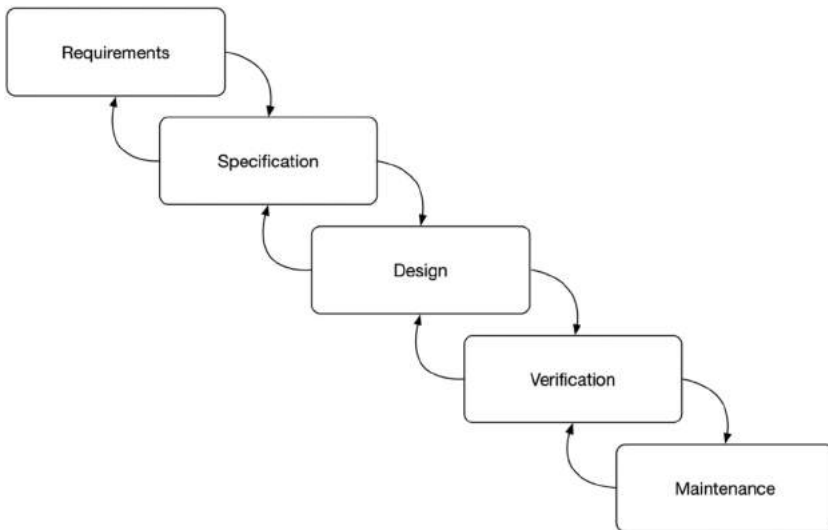 Requirements
Specification
Design
Verification
Maintenance